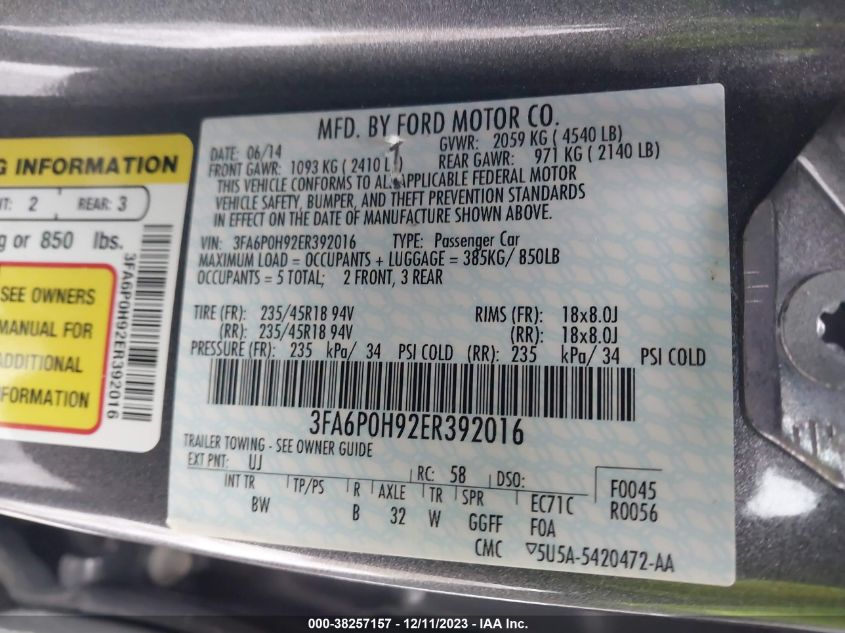 MFD. BY FORD MOTOR CO.
DATE: 06/14 GVWR: 2059 KG ( 4540 LB)
FRONT GAWR: 1093 KG ( 2410 L ) REAR GAWR: 971 KG ( 2140 LB)
THIS VEHICLE CONFORMS TO ALL APPLICABLE FEDERAL MOTOR
VEHICLE SAFETY, BUMPER, AND THEFT PREVENTION STANDARDS
IN EFFECT ON THE DATE OF MANUFACTURE SHOWN ABOVE.
VIN: 3FA6P0H92ER392016 TYPE: Passenger Car
MAXIMUM LOAD = OCCUPANTS + LUGGAGE = 385KG/ 850LB
OCCUPANTS = 5 TOTAL; 2 FRONT, 3 REAR
TIRE (FR): 235/45R18 94V RIMS (FR): 18x8.0J
(RR): 235/45R18 94V (RR): 18x8.0J
PRESSURE (FR): 235 kPa/ 34 PSI COLD (RR): 235 kPa/ 34 PSI COLD
3FA6P0H92ER392016
TRAILER TOWING - SEE OWNER GUIDE
EXT PNT: UJ RC: 58 DSO:
INT TR TP/PS R AXLE TR SPR EC71C F0045
BW B 32 W GGFF F0A R0056
CMC 5U5A-5420472-AA
G INFORMATION
NT: 2 REAR: 3
g or 850 lbs.
SEE OWNERS
MANUAL FOR
ADDITIONAL
INFORMATION
3FA6P0H92ER392016
000-38257157 - 12/11/2023 - IAA Inc.